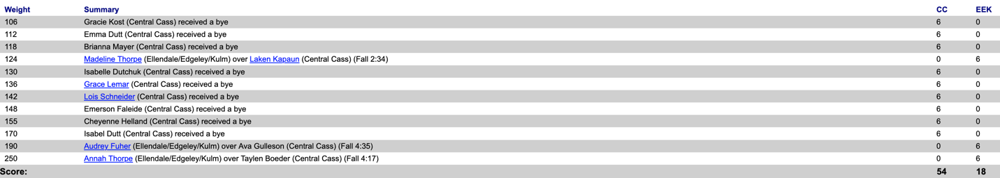 Weight Summary CC EEK
106 Gracie Kost (Central Cass) received a bye 6 0
112 Emma Dutt (Central Cass) received a bye 6 0
118 Brianna Mayer (Central Cass) received a bye 6 0
124 Madeline Thorpe (Ellendale/Edgeley/Kulm) over Laken Kapaun (Central Cass) (Fall 2:34) 0 6
130 Isabelle Dutchuk (Central Cass) received a bye 6 0
136 Grace Lemar (Central Cass) received a bye 6 0
142 Lois Schneider (Central Cass) received a bye 6 0
148 Emerson Faleide (Central Cass) received a bye 6 0
155 Cheyenne Helland (Central Cass) received a bye 6 0
170 Isabel Dutt (Central Cass) received a bye 6 0
190 Audrey Fuher (Ellendale/Edgeley/Kulm) over Ava Gulleson (Central Cass) (Fall 4:35) 0 6
250 Annah Thorpe (Ellendale/Edgeley/Kulm) over Taylen Boeder (Central Cass) (Fall 4:17) 0 6
Score: 54 18